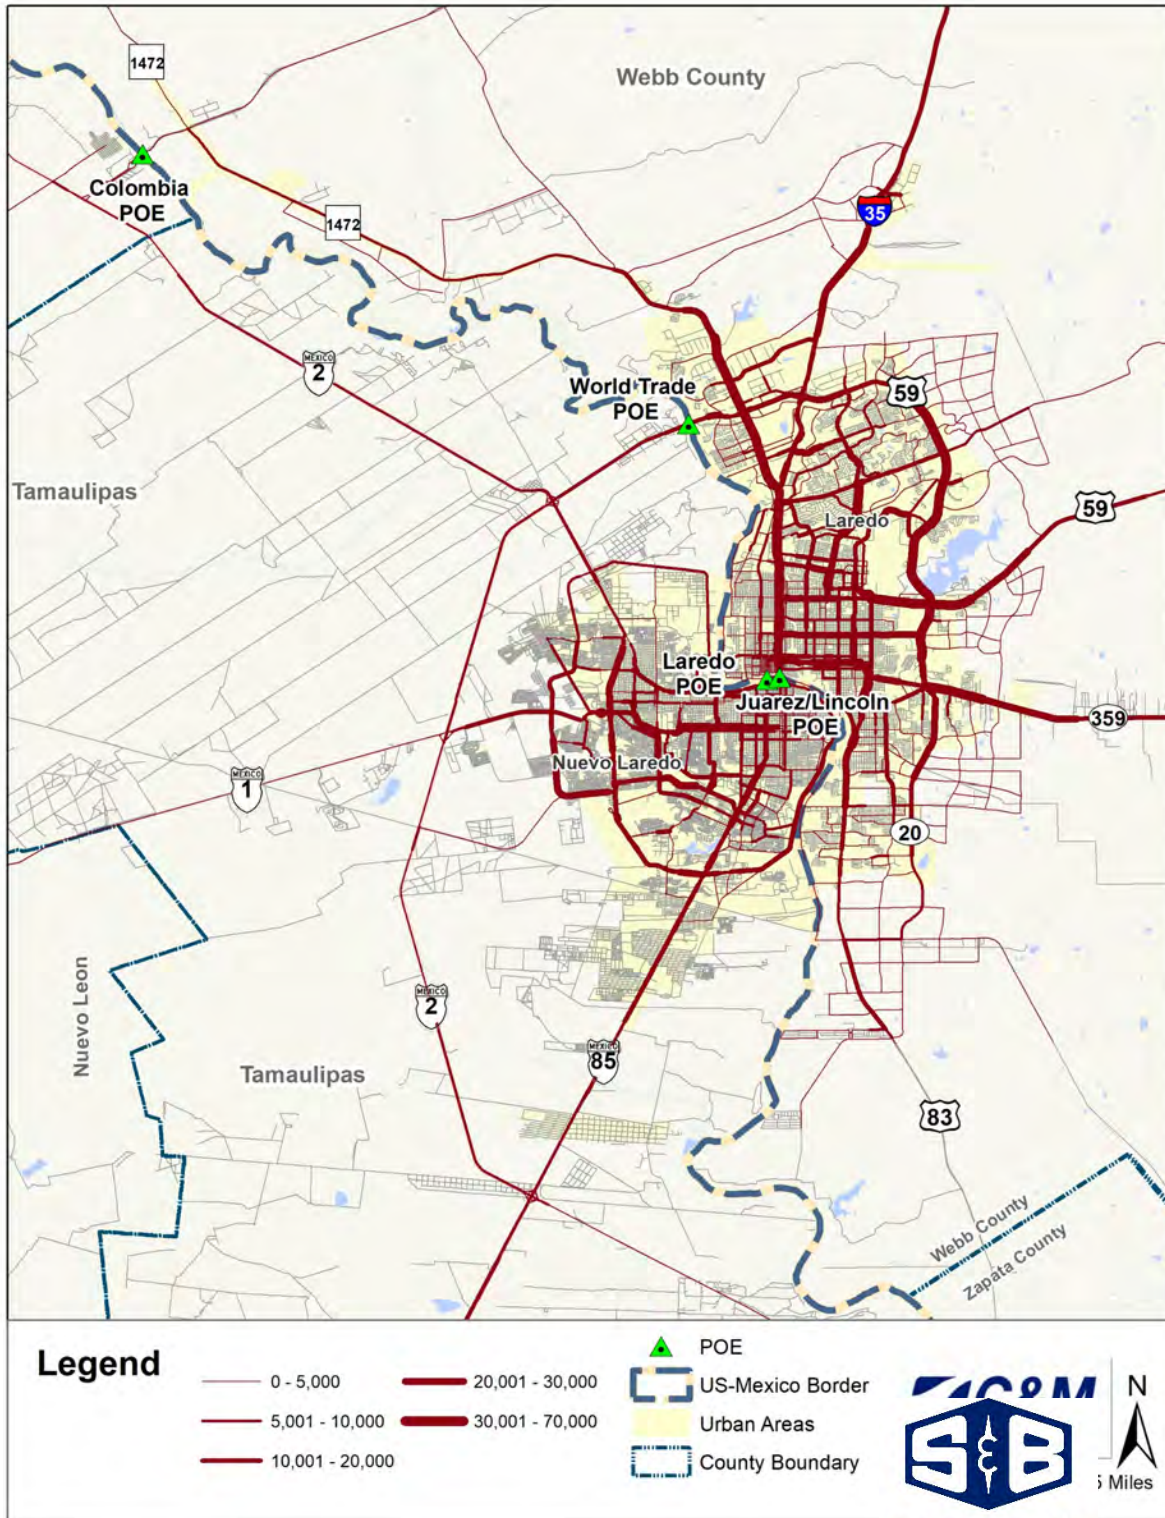 1472
Webb County
Colombia
POE
35
1472
MEXICO
2
World Trade
POE
59
Tamaulipas
59
Laredo
Laredo
POE
Juarez/Lincoln
POE
359
Nuevo Laredo
MEXICO
1
20
Nuevo Leon
MEXICO
2
MEXICO
85
Tamaulipas
83
Webb County
Zapata County
Legend
0 - 5,000
5,001 - 10,000
10,001 - 20,000
20,001 - 30,000
30,001 - 70,000
POE
US-Mexico Border
Urban Areas
County Boundary
S&B
N
Miles